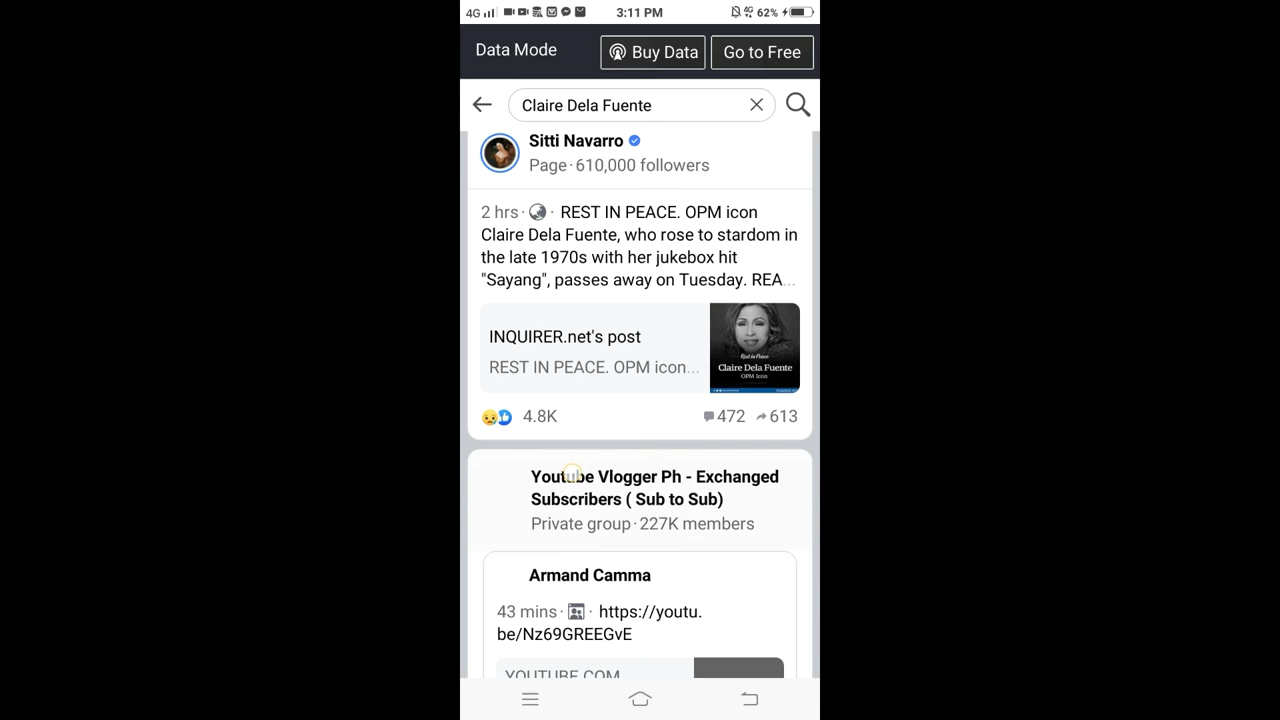 4G 3:11 PM 4G 62%
Data Mode Buy Data Go to Free
Claire Dela Fuente
Sitti Navarro
Page · 610,000 followers
2 hrs · · REST IN PEACE. OPM icon
Claire Dela Fuente, who rose to stardom in
the late 1970s with her jukebox hit
"Sayang", passes away on Tuesday. REA...
INQUIRER.net's post
REST IN PEACE. OPM icon...
Rest in Peace
Claire Dela Fuente
OPM Icon
4.8K 472 613
Youtube Vlogger Ph - Exchanged
Subscribers ( Sub to Sub)
Private group · 227K members
Armand Camma
43 mins · · https://youtu.
be/Nz69GREEGvE
YOUTUBE.COM